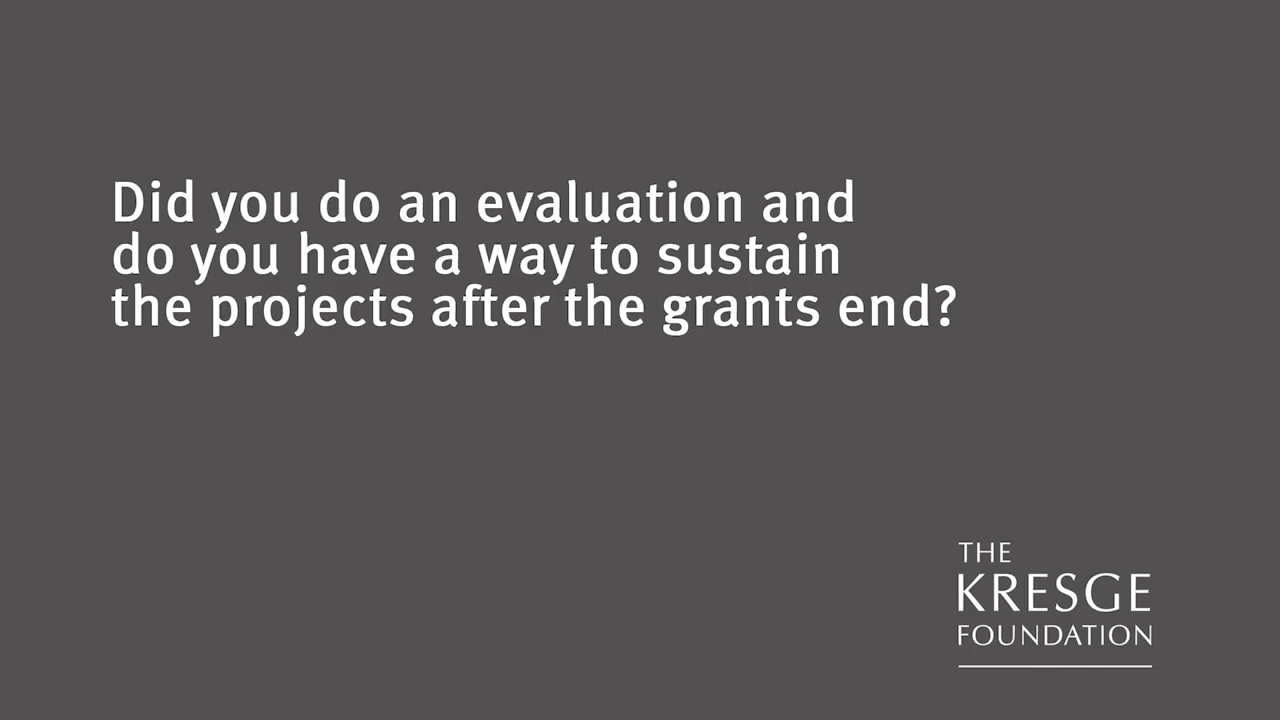 Did you do an evaluation and
do you have a way to sustain
the projects after the grants end?
THE
KRESGE
FOUNDATION